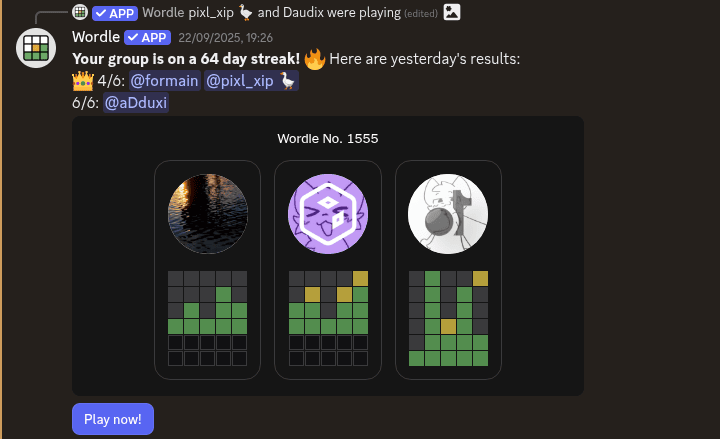 APP Wordle pixl_xip 🪿 and Daudix were playing (edited)
Wordle APP 22/09/2025, 19:26
Your group is on a 64 day streak! 🔥 Here are yesterday's results:
👑 4/6: @formain @pixl_xip 🪿
6/6: @aDduxi
Wordle No. 1555
Play now!